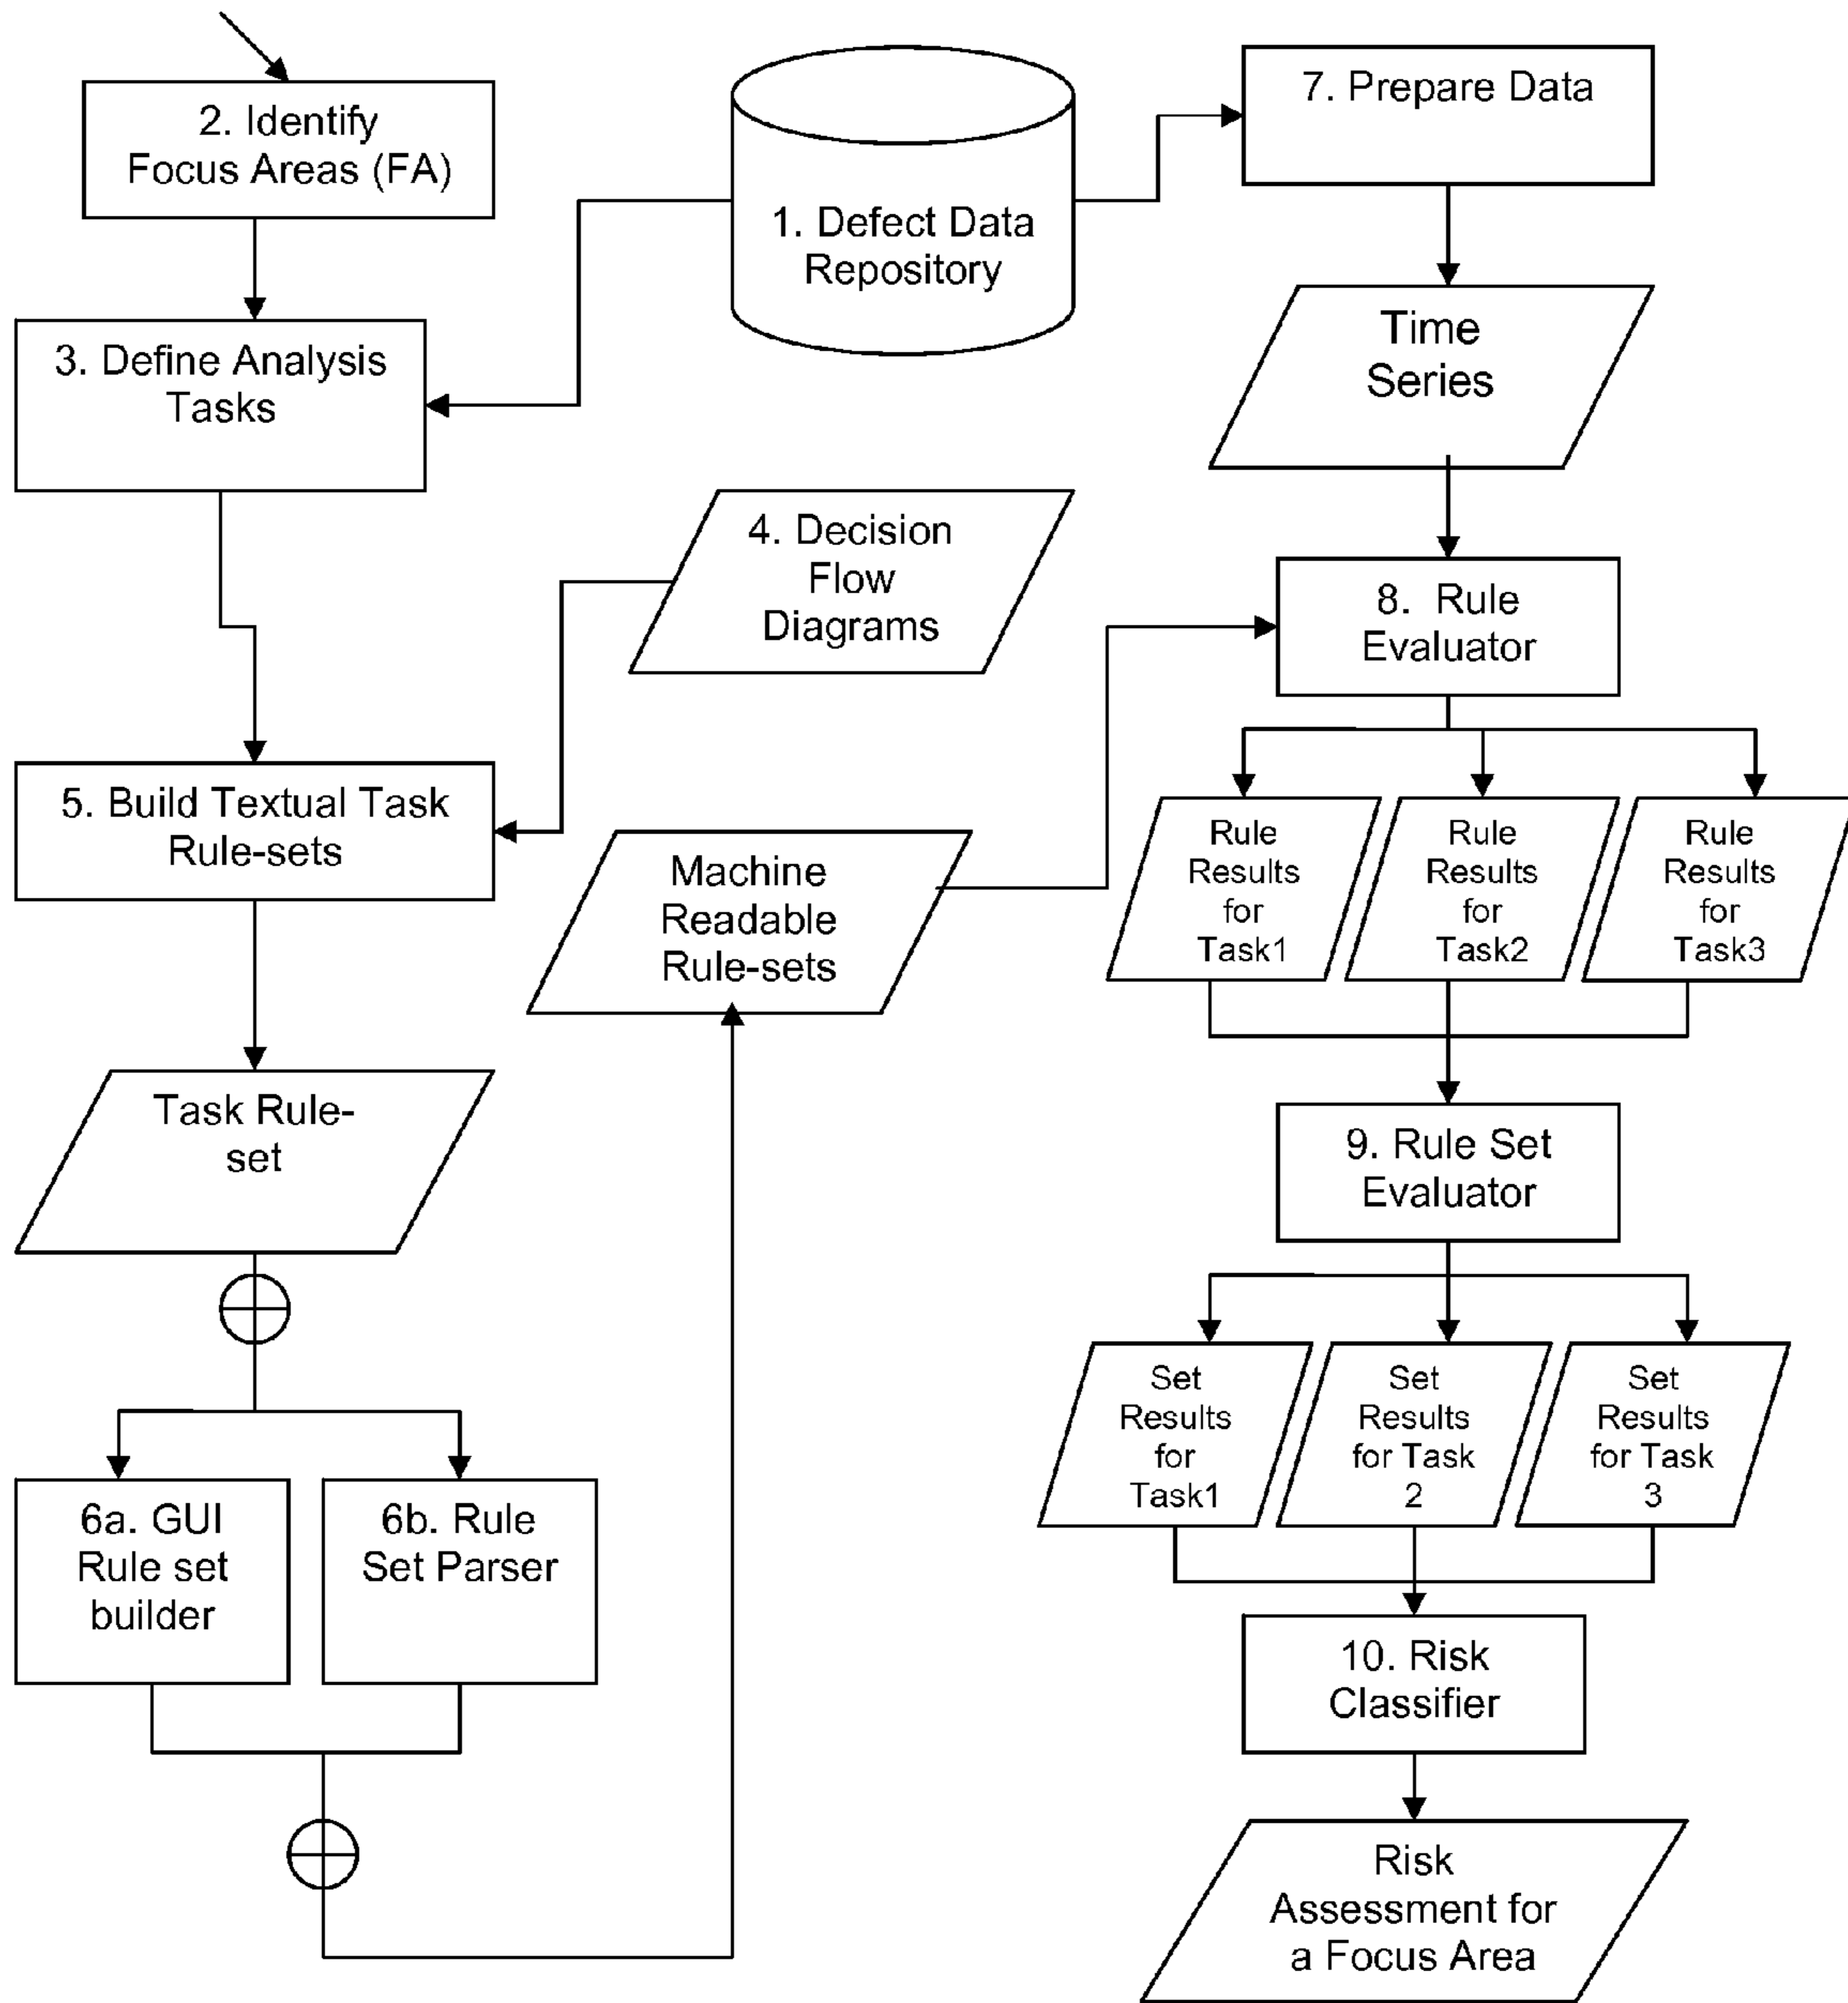 2. Identify
Focus Areas (FA)
1. Defect Data
Repository
7. Prepare Data
3. Define Analysis
Tasks
Time
Series
4. Decision
Flow
Diagrams
8. Rule
Evaluator
5. Build Textual Task
Rule-sets
Machine
Readable
Rule-sets
Rule
Results
for
Task1
Rule
Results
for
Task2
Rule
Results
for
Task3
Task Rule-
set
9. Rule Set
Evaluator
6a. GUI
Rule set
builder
6b. Rule
Set Parser
Set
Results
for
Task1
Set
Results
for Task
2
Set
Results
for Task
3
10. Risk
Classifier
Risk
Assessment for
a Focus Area